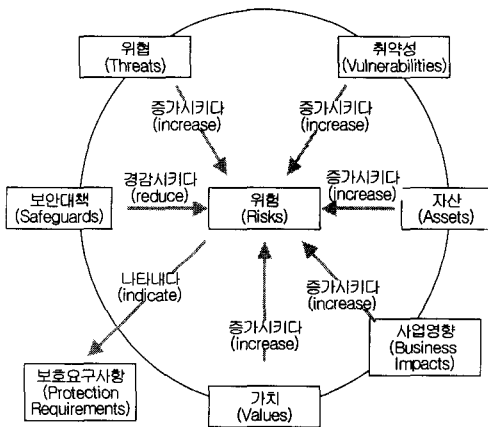 위협
(Threats)
취약성
(Vulnerabilities)
증가시키다
(increase)
증가시키다
(increase)
보안대책
(Safeguards)
경감시키다
(reduce)
위험
(Risks)
증가시키다
(increase)
자산
(Assets)
나타내다
(indicate)
증가시키다
(increase)
증가시키다
(increase)
사업영향
(Business
Impacts)
보호요구사항
(Protection
Requirements)
가치
(Values)